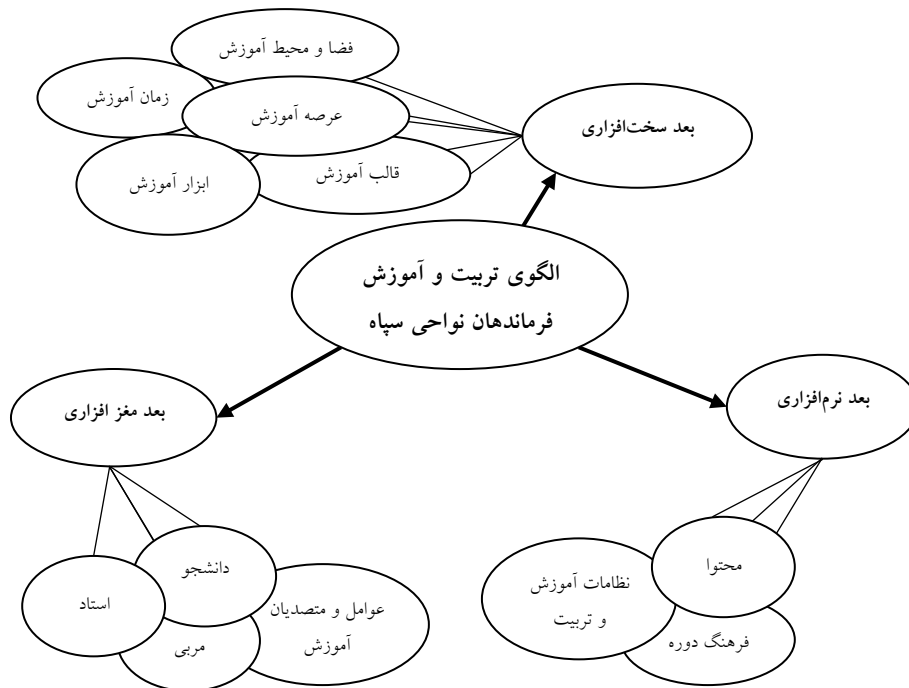 فضا و محیط آموزش
زمان آموزش
عرصه آموزش
بعد سخت‌افزاری
قالب آموزش
ابزار آموزش
الگوی تربیت و آموزش
فرماندهان نواحی سپاه
بعد نرم‌افزاری
بعد مغز افزاری
محتوا
دانشجو
نظامات آموزش
و تربیت
استاد
عوامل و متصدیان
آموزش
مربی
فرهنگ دوره